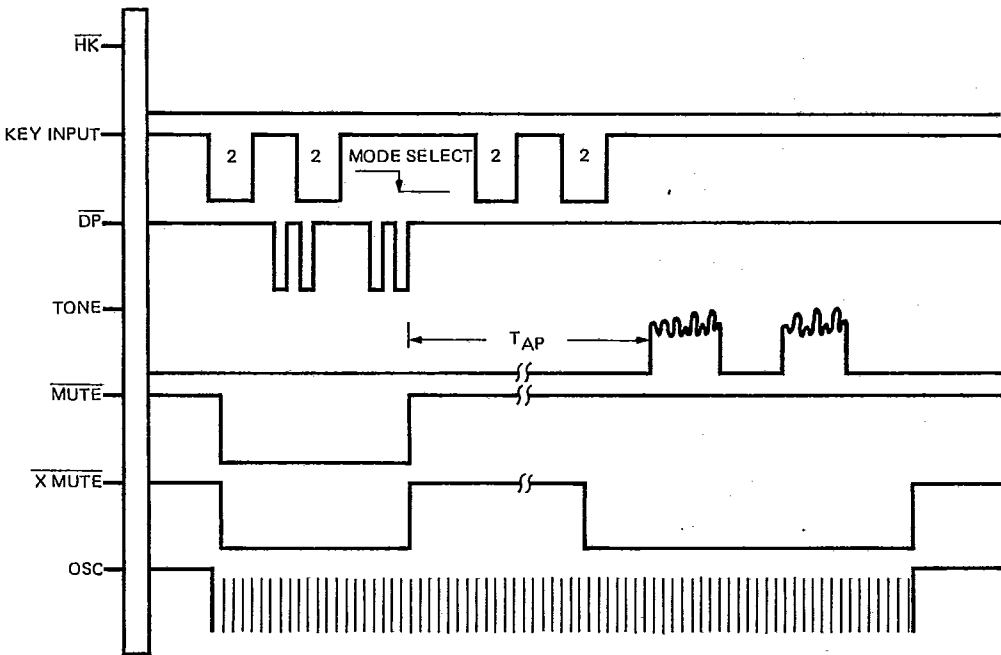 HK
KEY INPUT
2 2 MODE SELECT 2 2
DP
TONE
TAP
MUTE
X MUTE
OSC